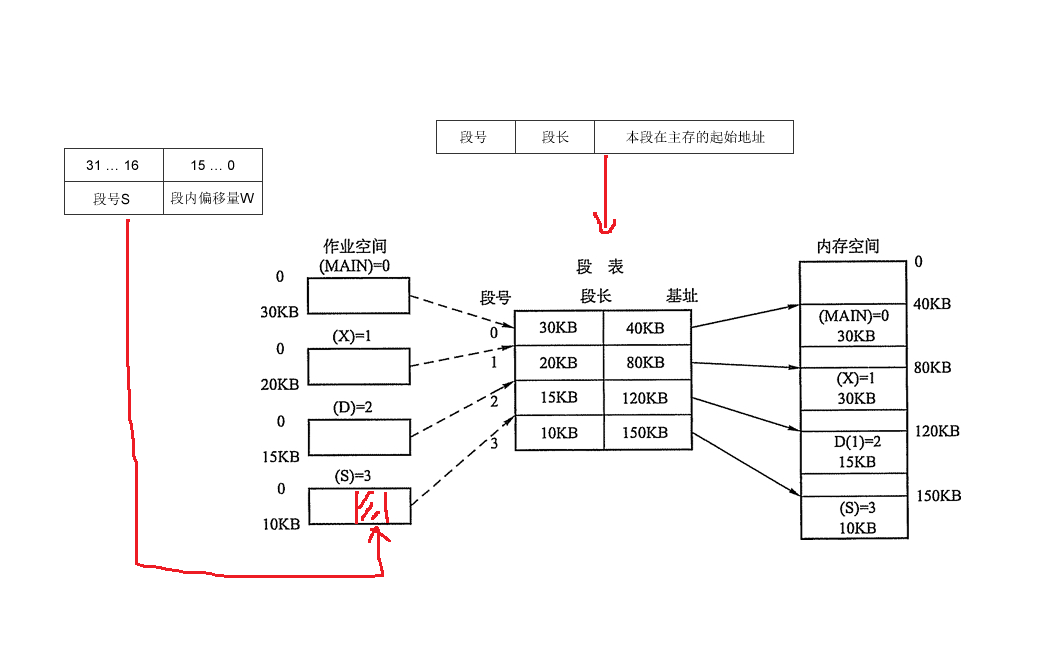 段号 段长 本段在主存的起始地址
31 ... 16 15 ... 0
段号S 段内偏移量W
作业空间
(MAIN)=0
0
30KB
(X)=1
0
20KB
(D)=2
0
15KB
(S)=3
0
10KB
段 表
段号 段长 基址
0 30KB 40KB
1 20KB 80KB
2 15KB 120KB
3 10KB 150KB
内存空间
0
40KB
(MAIN)=0
30KB
80KB
(X)=1
30KB
120KB
D(1)=2
15KB
150KB
(S)=3
10KB